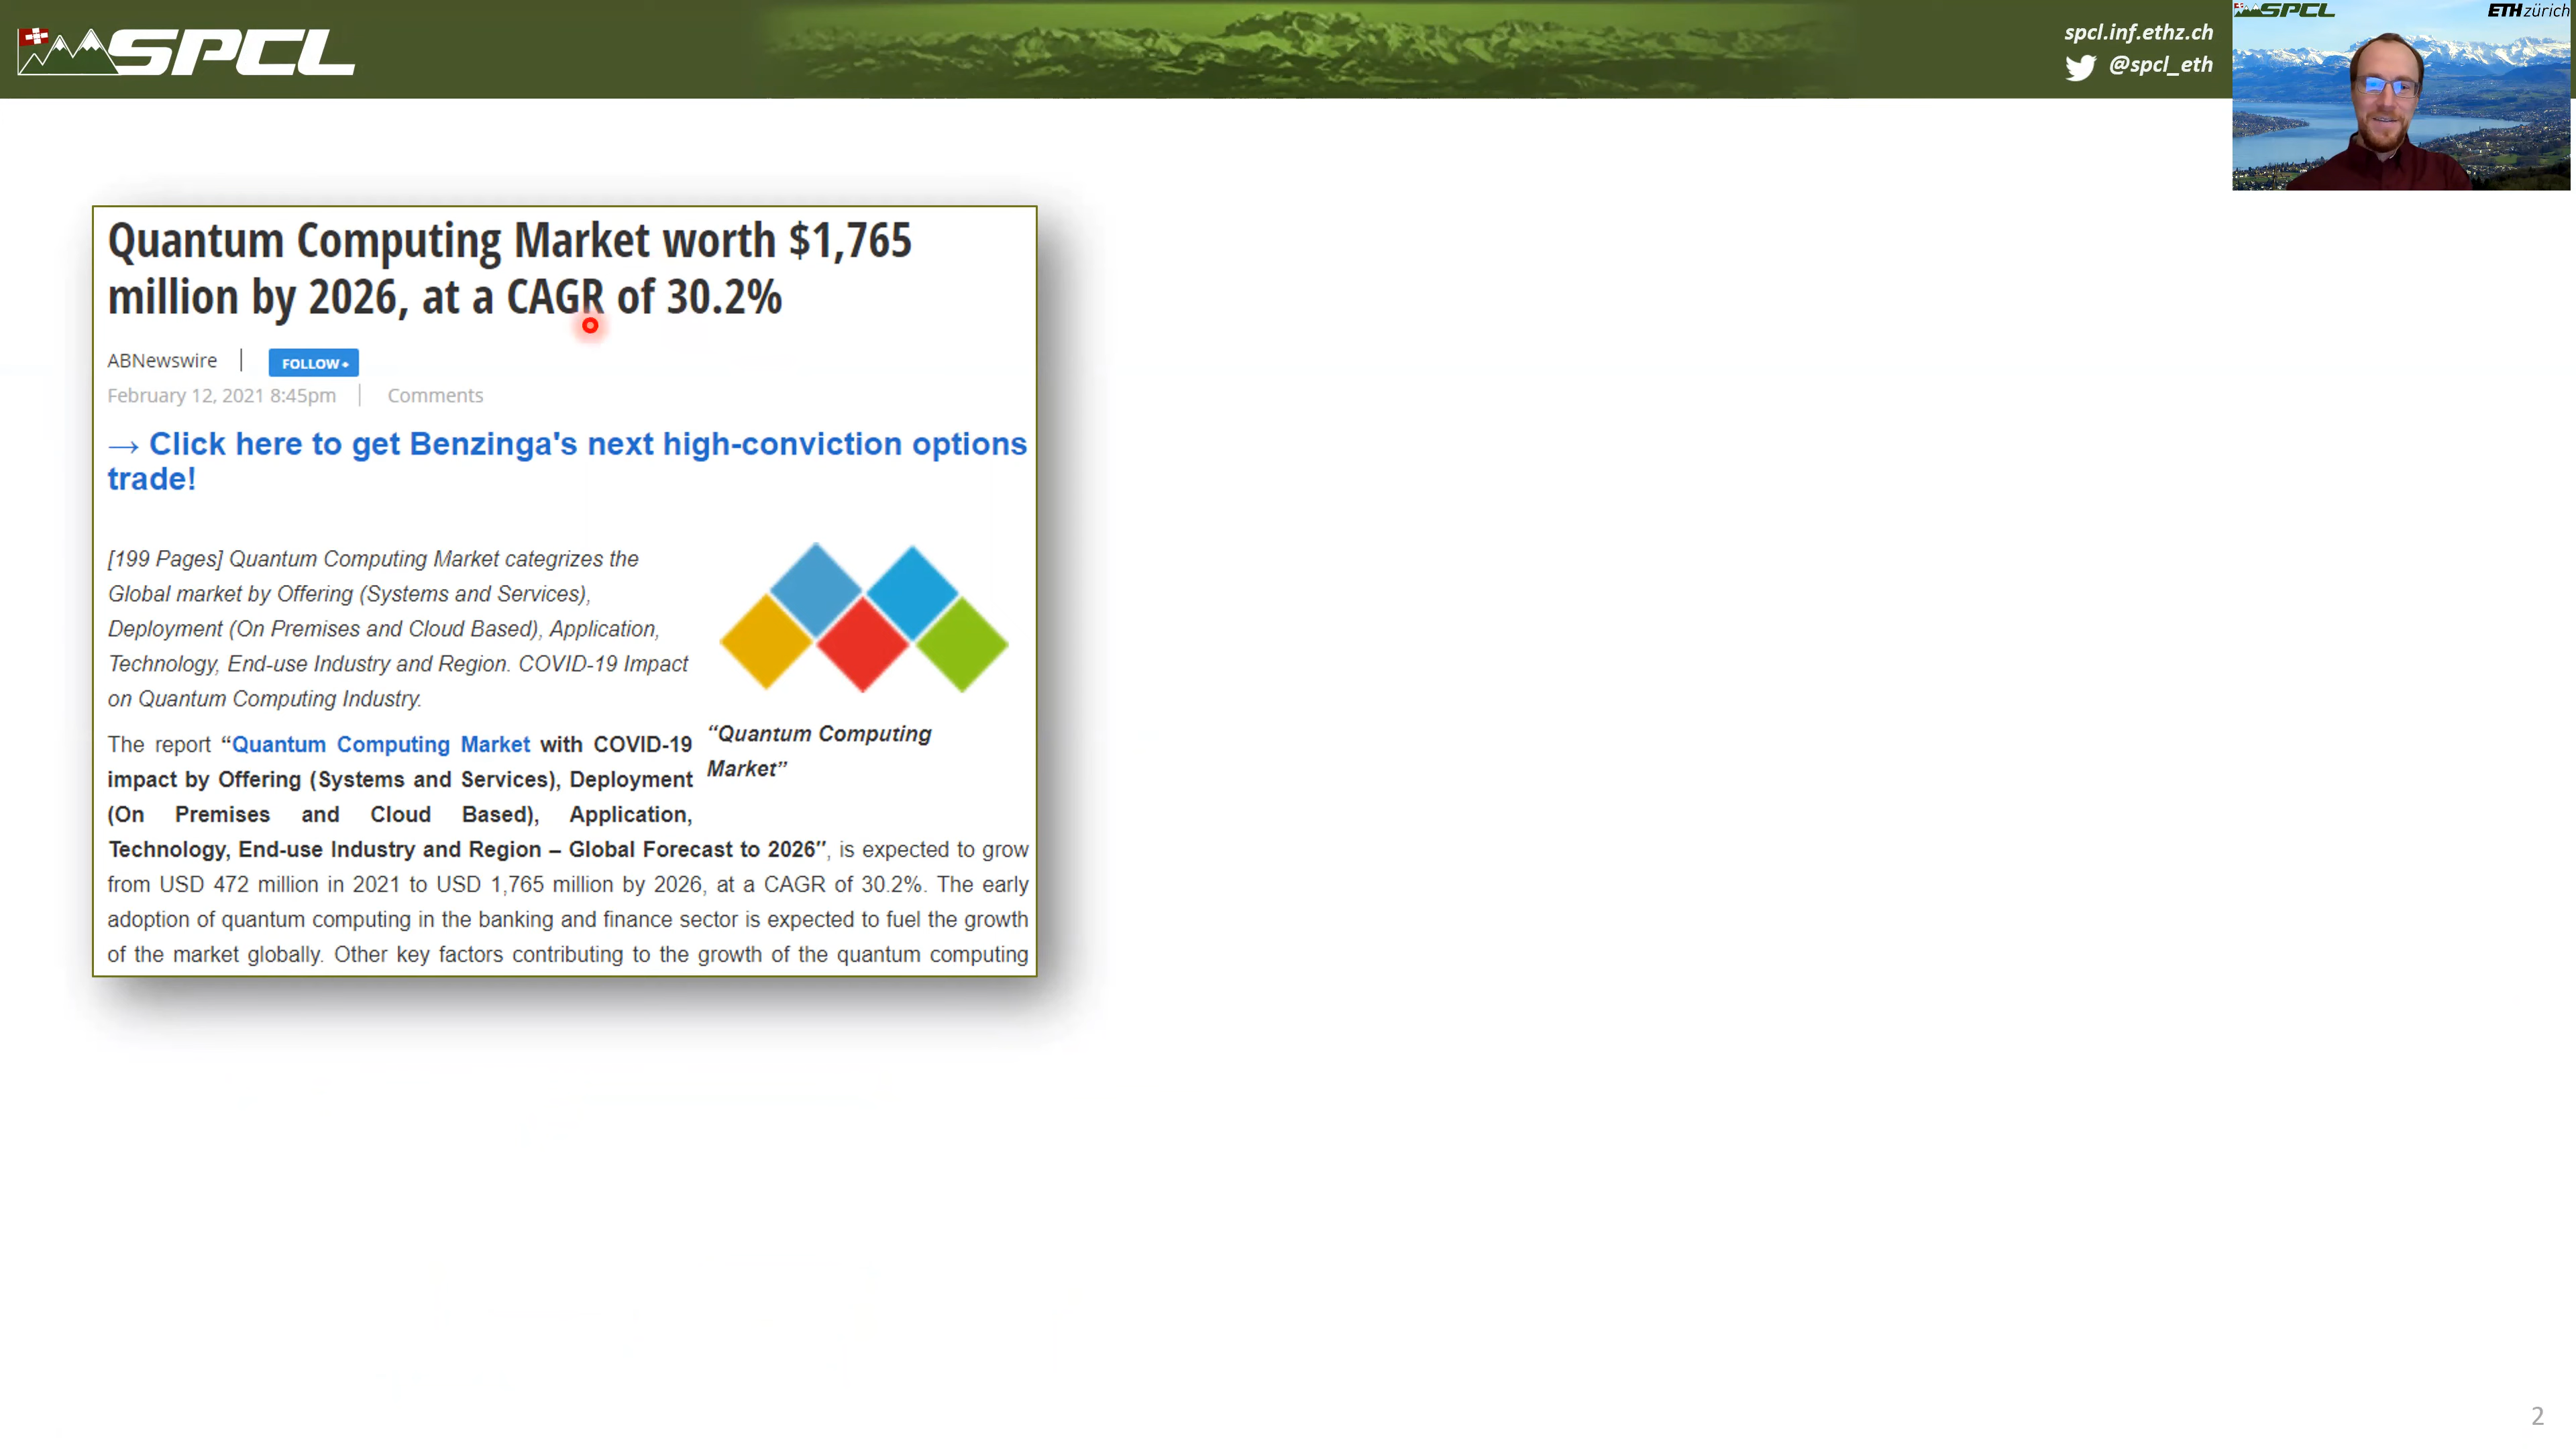 SPCL
spcl.inf.ethz.ch
@spcl_eth
SPCL
ETH zürich
Quantum Computing Market worth $1,765
million by 2026, at a CAGR of 30.2%
ABNewswire | FOLLOW+
February 12, 2021 8:45pm | Comments
→ Click here to get Benzinga's next high-conviction options
trade!
[199 Pages] Quantum Computing Market categrizes the
Global market by Offering (Systems and Services),
Deployment (On Premises and Cloud Based), Application,
Technology, End-use Industry and Region. COVID-19 Impact
on Quantum Computing Industry.
“Quantum Computing
Market”
The report “Quantum Computing Market with COVID-19
impact by Offering (Systems and Services), Deployment
(On Premises and Cloud Based), Application,
Technology, End-use Industry and Region – Global Forecast to 2026″, is expected to grow
from USD 472 million in 2021 to USD 1,765 million by 2026, at a CAGR of 30.2%. The early
adoption of quantum computing in the banking and finance sector is expected to fuel the growth
of the market globally. Other key factors contributing to the growth of the quantum computing
2